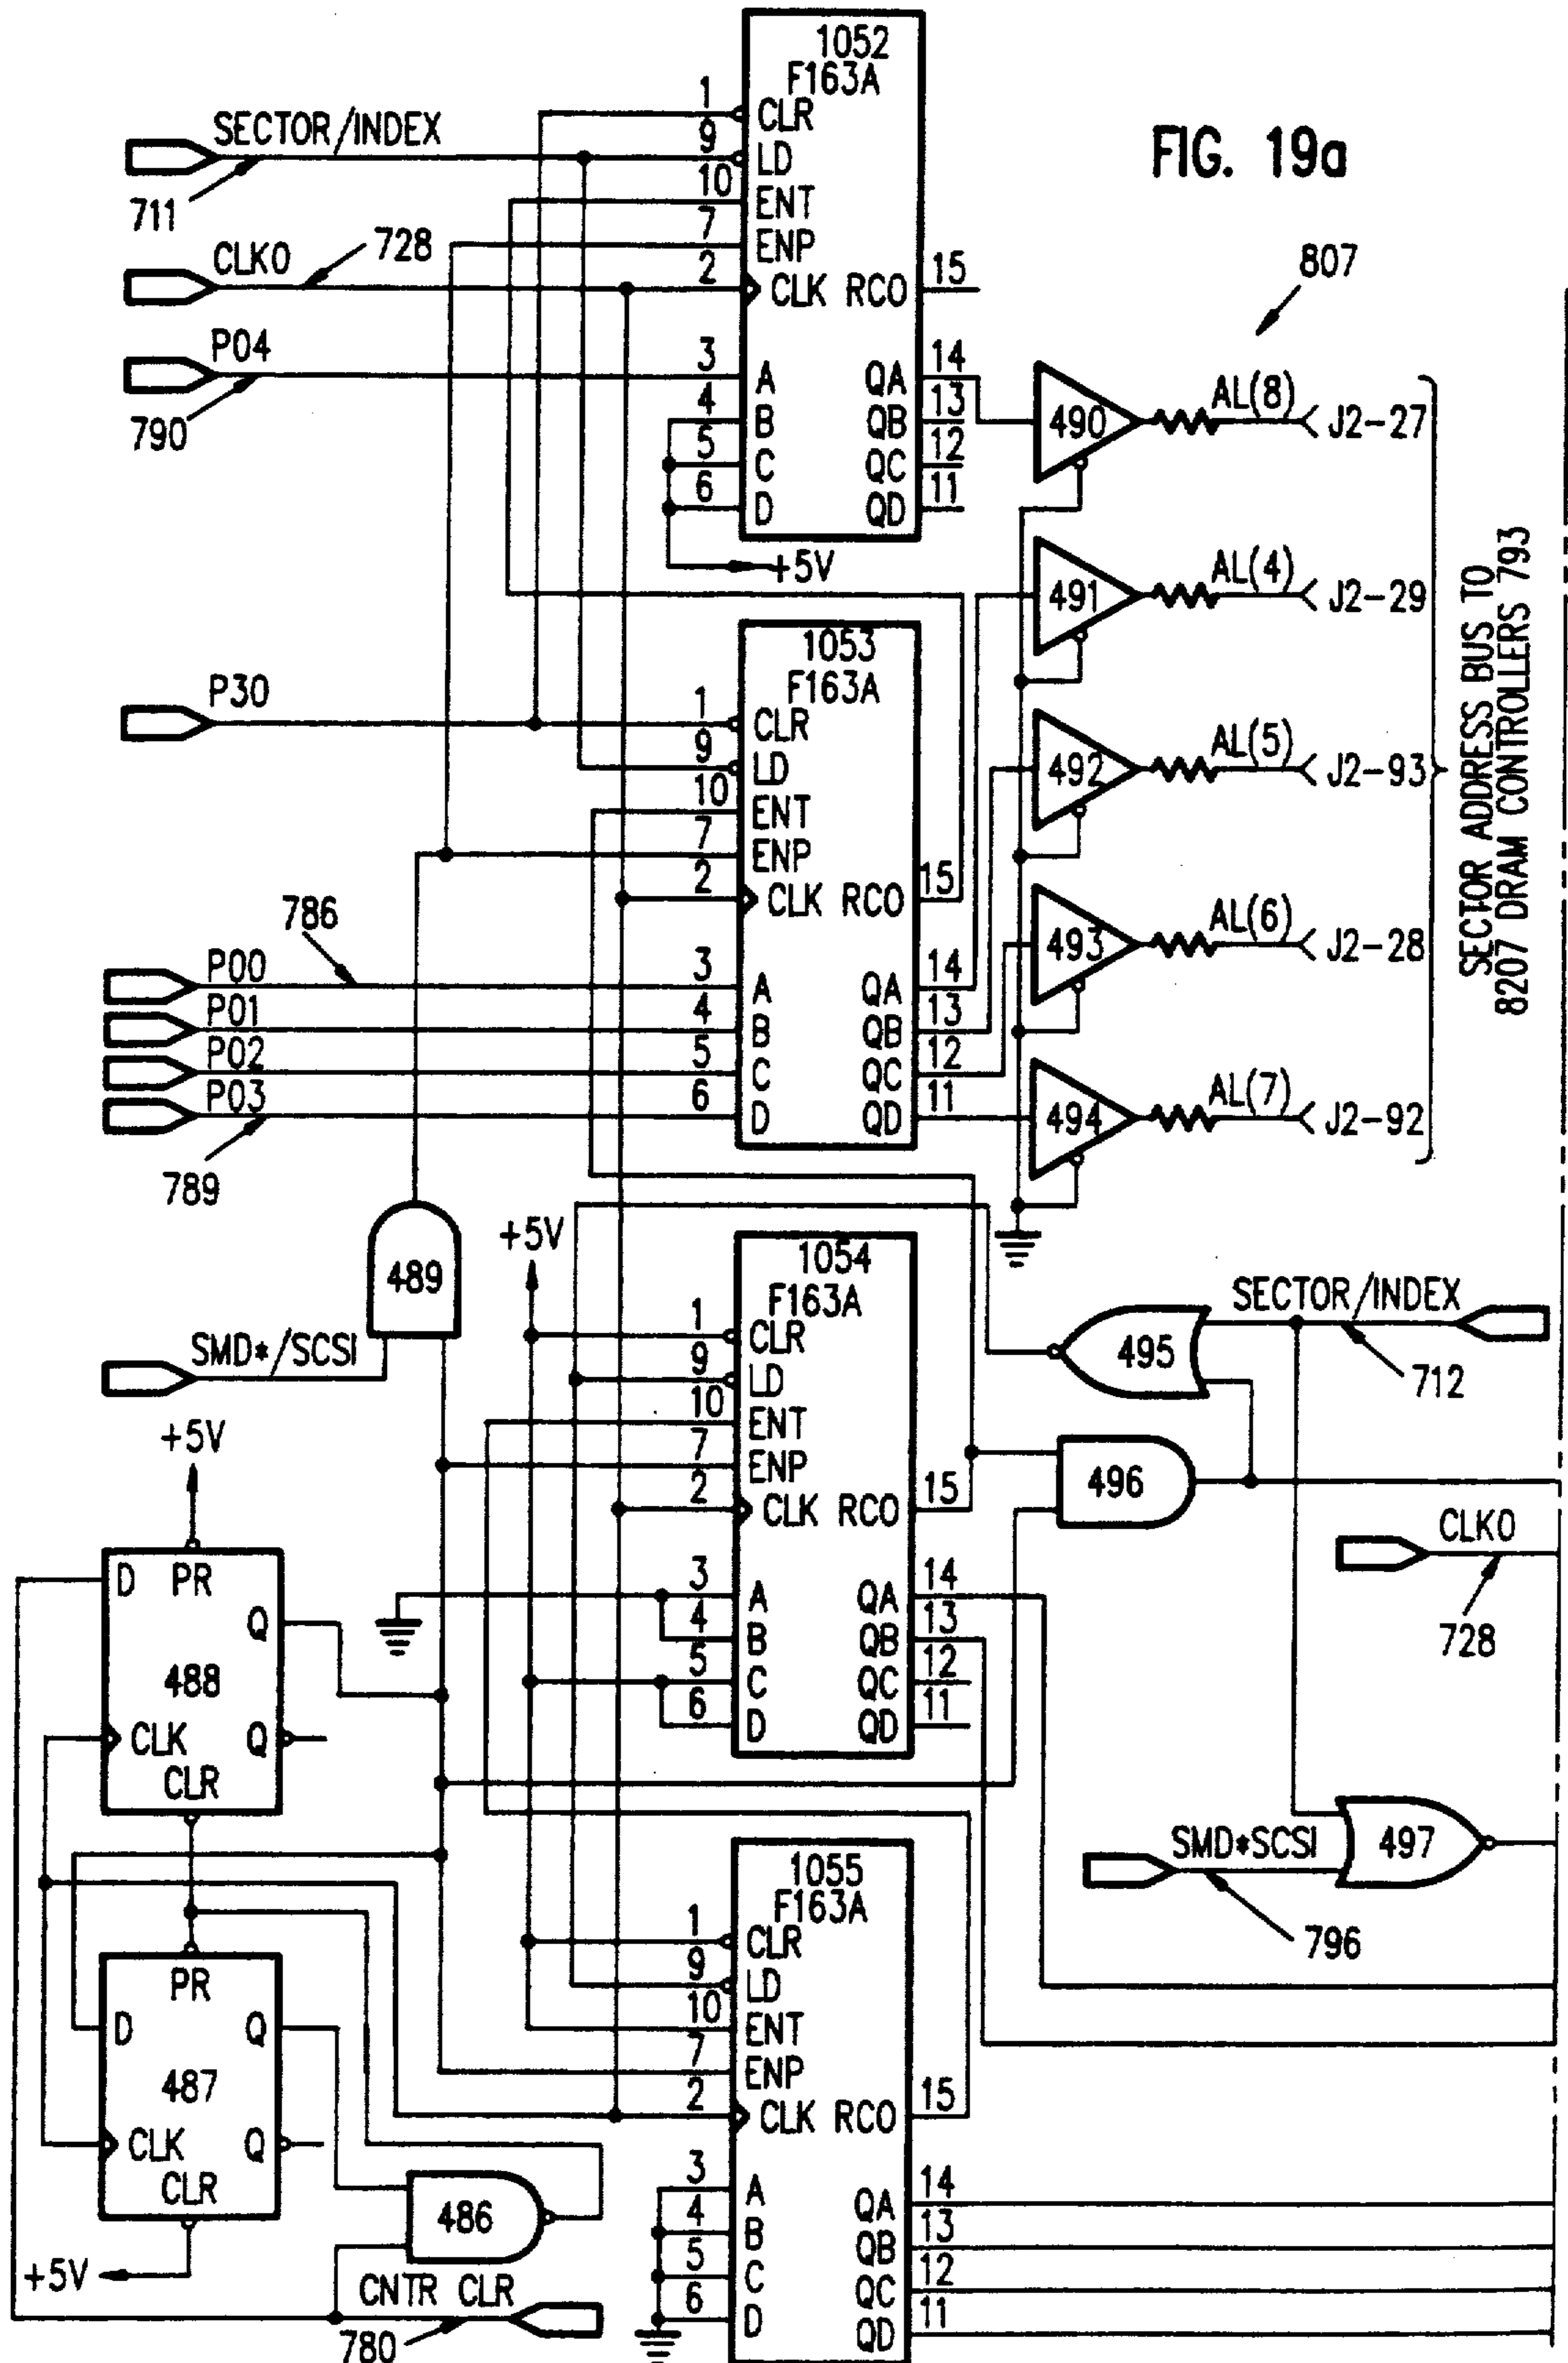 FIG. 19a
1052
F163A
1 CLR
9 LD
10 ENT
7 ENP
2 CLK RCO 15
3 A QA 14
4 B QB 13
5 C QC 12
6 D QD 11
+5V
SECTOR/INDEX
711
CLK0
728
P04
790
807
490 AL(8) J2-27
491 AL(4) J2-29
492 AL(5) J2-93
493 AL(6) J2-28
494 AL(7) J2-92
SECTOR ADDRESS BUS TO
8207 DRAM CONTROLLERS 793
P30
1053
F163A
1 CLR
9 LD
10 ENT
7 ENP
2 CLK RCO 15
3 A QA 14
4 B QB 13
5 C QC 12
6 D QD 11
786
P00
P01
P02
P03
789
489
SMD*/SCSI
+5V
1054
F163A
1 CLR
9 LD
10 ENT
7 ENP
2 CLK RCO 15
3 A QA 14
4 B QB 13
5 C QC 12
6 D QD 11
SECTOR/INDEX
495
712
496
CLK0
728
SMD*SCSI
497
796
+5V
D PR
Q
488
CLK Q
CLR
PR
D Q
487
CLK Q
CLR
+5V
486
CNTR CLR
780
1055
F163A
1 CLR
9 LD
10 ENT
7 ENP
2 CLK RCO 15
3 A QA 14
4 B QB 13
5 C QC 12
6 D QD 11